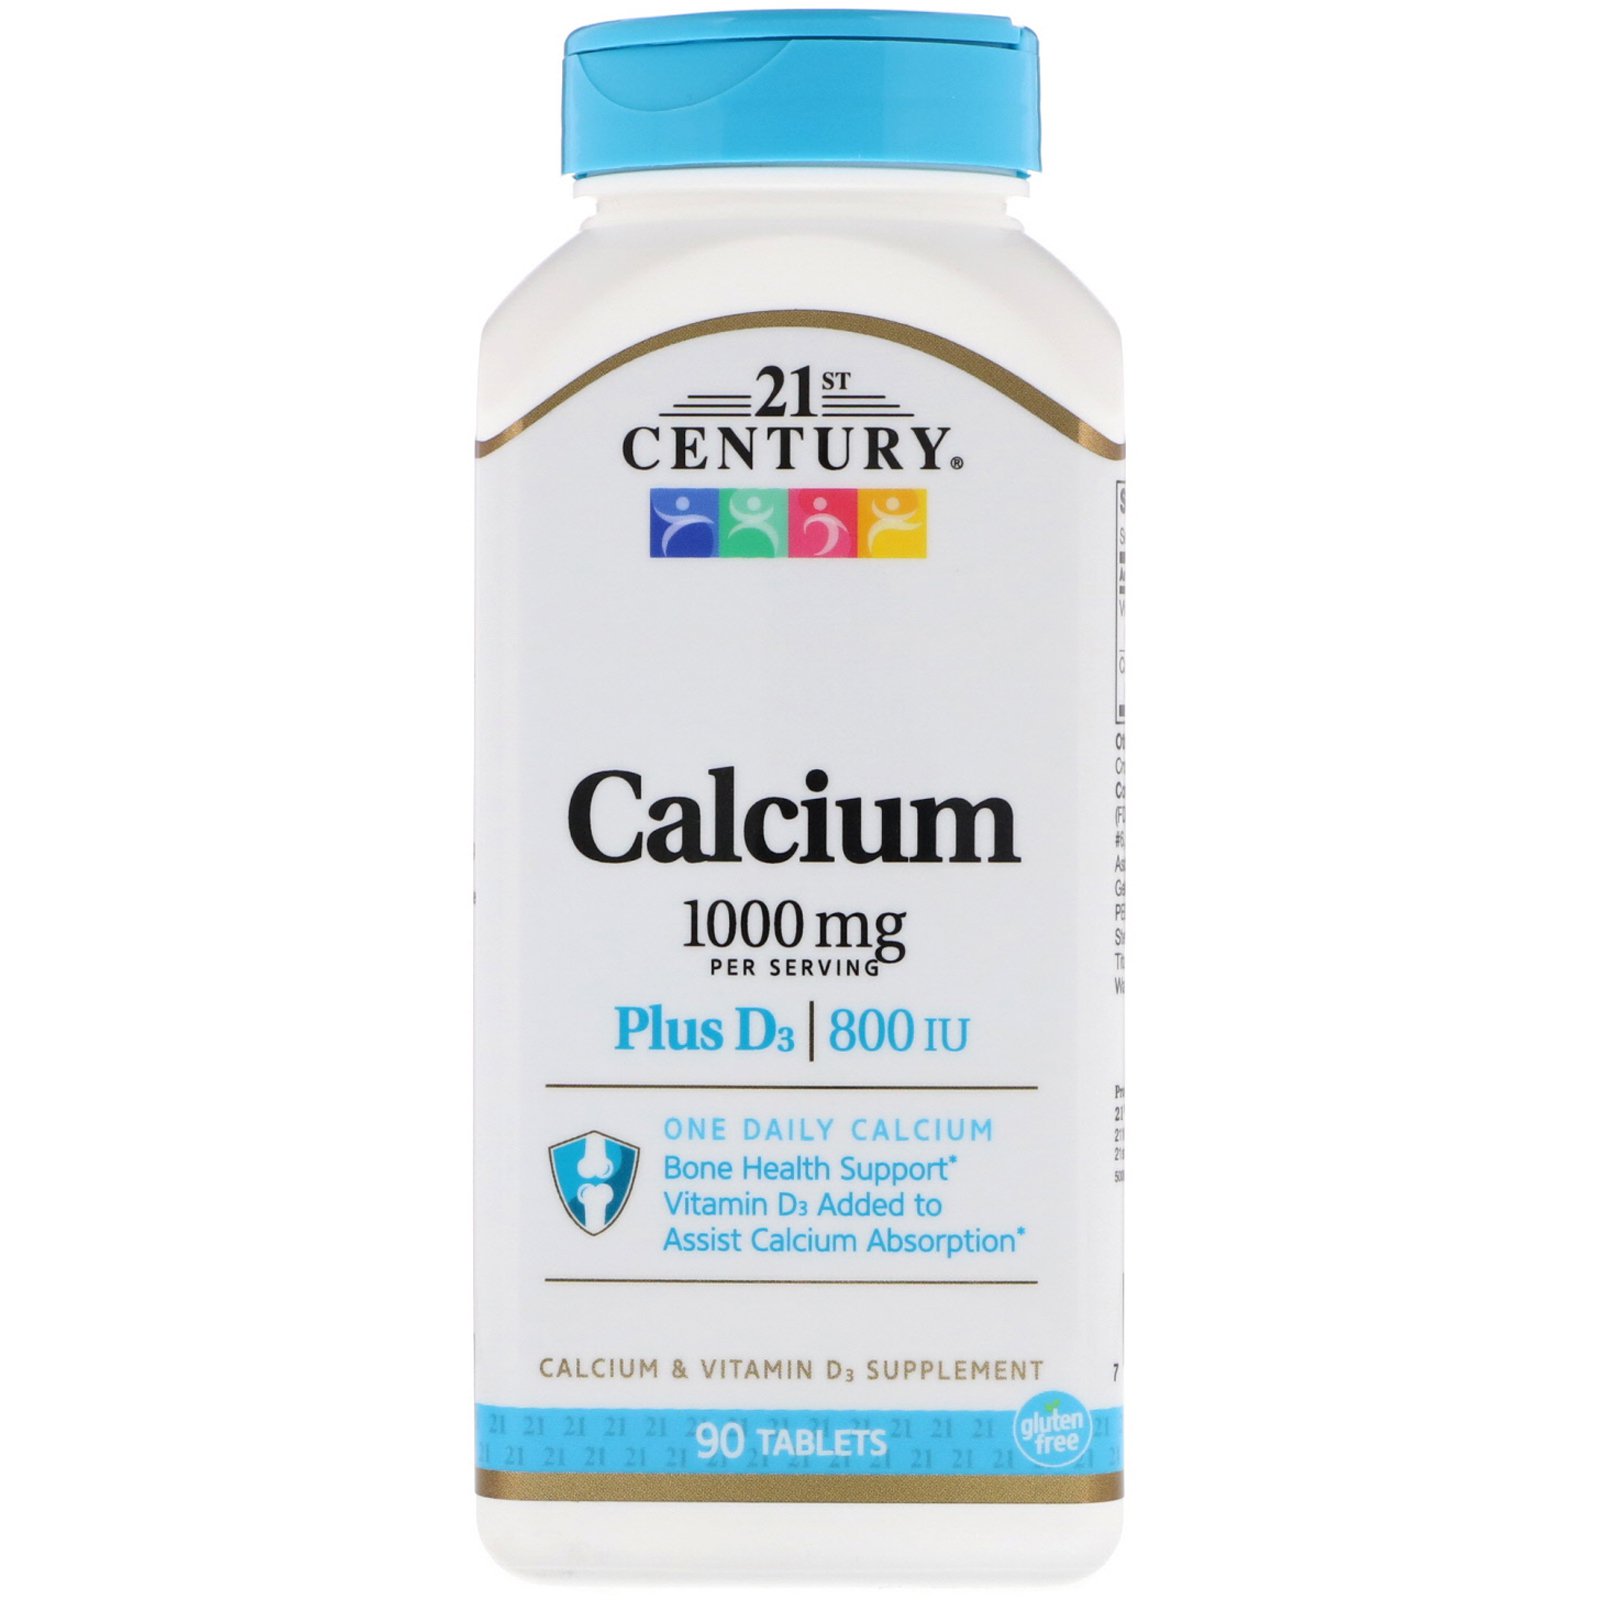 21ST
CENTURY®
Calcium
1000 mg
PER SERVING
Plus D₃ | 800 IU
ONE DAILY CALCIUM
Bone Health Support*
Vitamin D₃ Added to
Assist Calcium Absorption*
CALCIUM & VITAMIN D₃ SUPPLEMENT
90 TABLETS
gluten
free